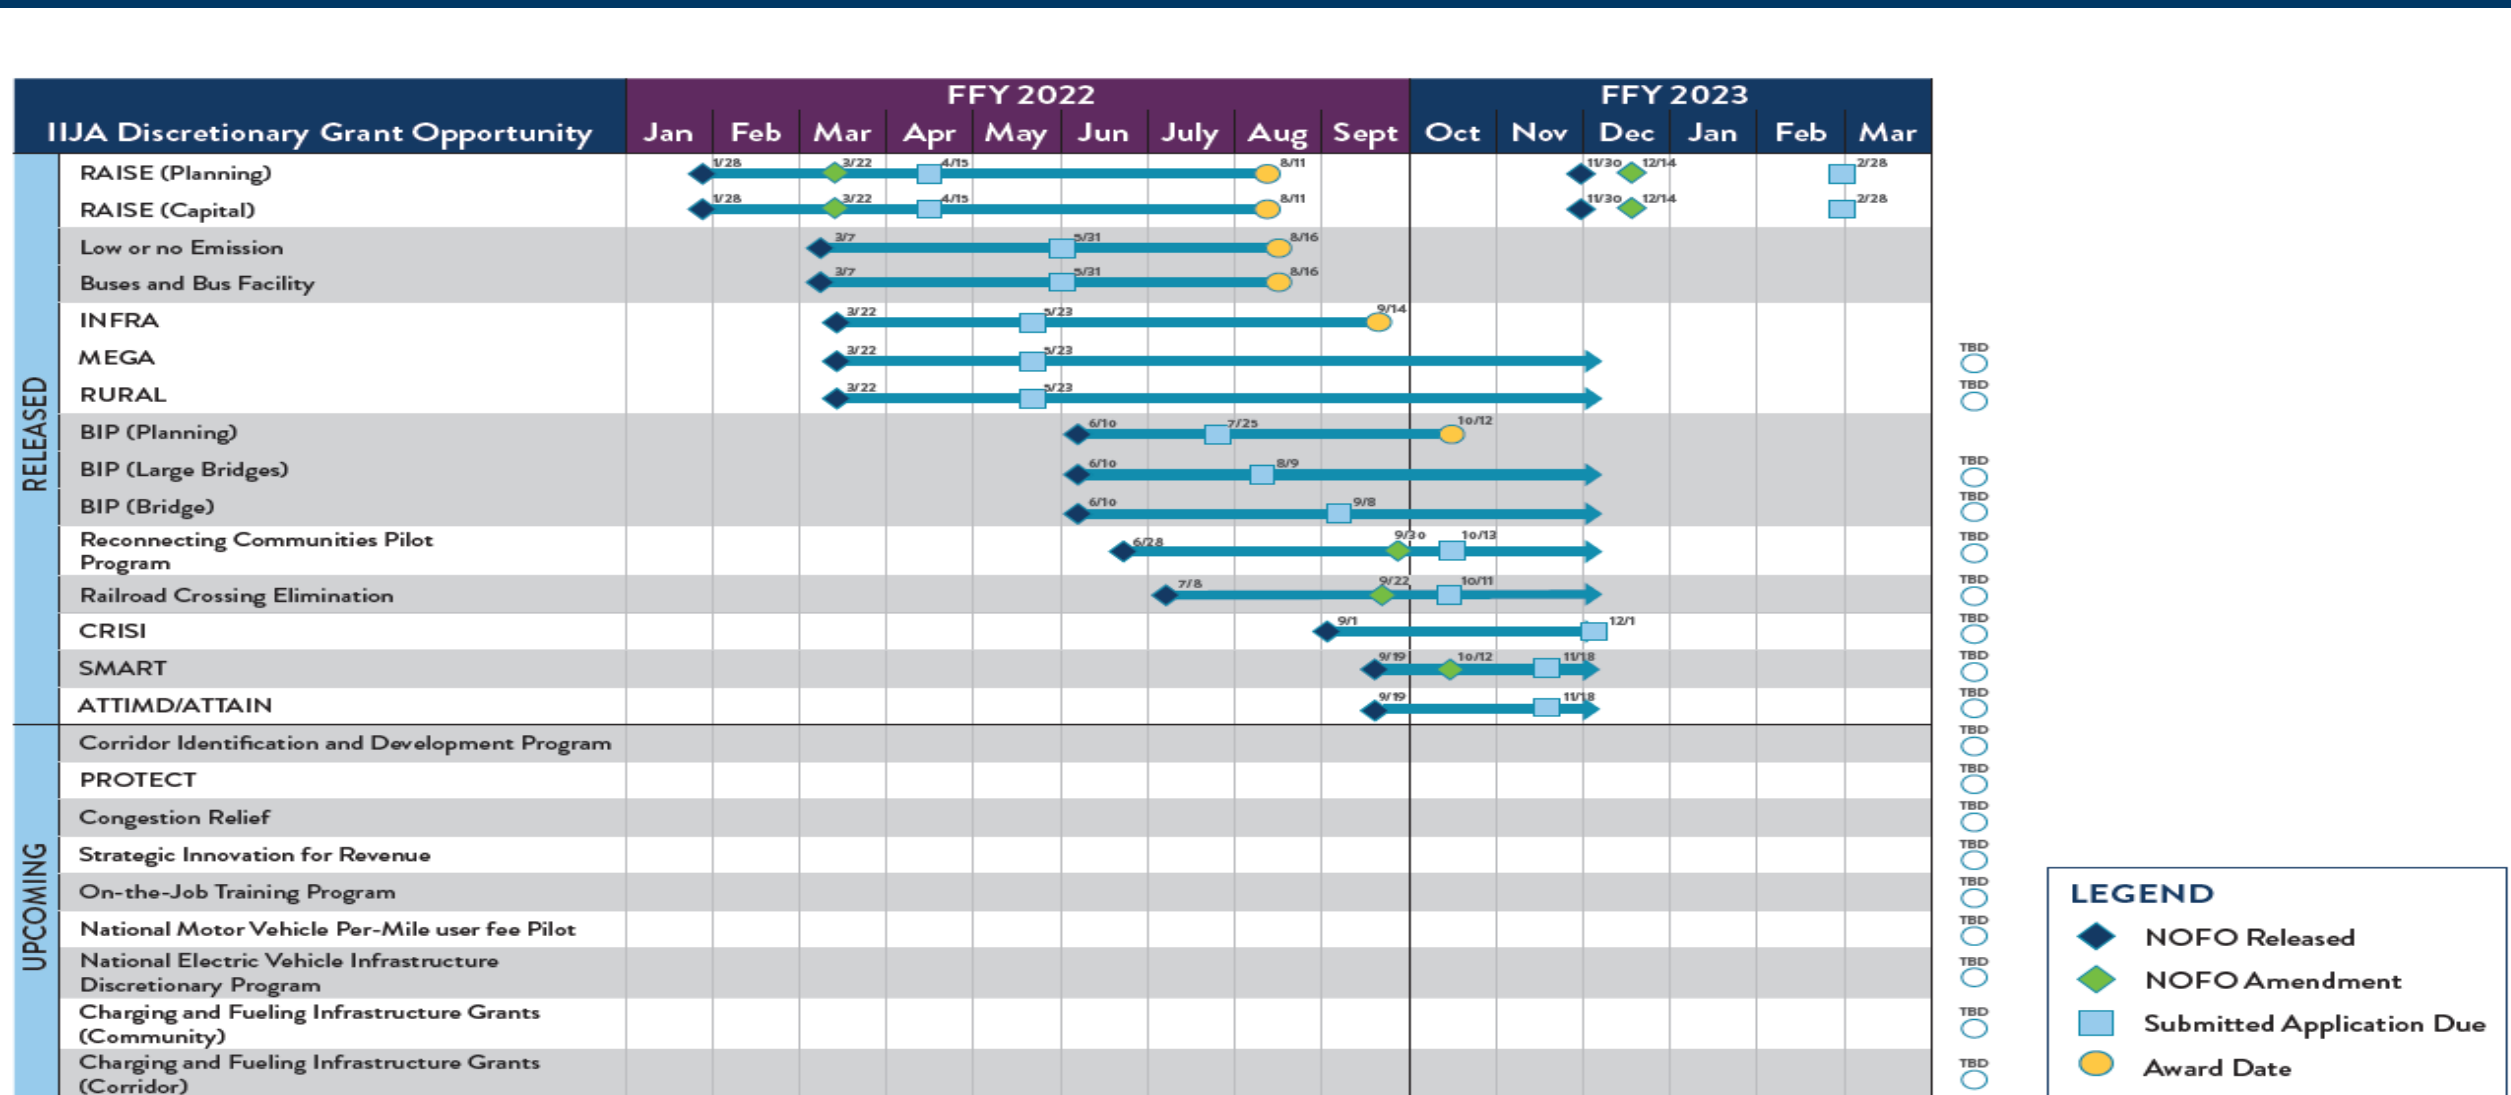 FFY 2022 FFY 2023
IIJA Discretionary Grant Opportunity Jan Feb Mar Apr May Jun July Aug Sept Oct Nov Dec Jan Feb Mar
RELEASED
RAISE (Planning) 1/28 3/22 4/15 8/11 11/30 12/14 2/28
RAISE (Capital) 1/28 3/22 4/15 8/11 11/30 12/14 2/28
Low or no Emission 3/7 5/31 8/16
Buses and Bus Facility 3/7 5/31 8/16
INFRA 3/22 5/23 9/14
MEGA 3/22 5/23 TBD
RURAL 3/22 5/23 TBD
BIP (Planning) 6/10 7/25 10/12
BIP (Large Bridges) 6/10 8/9 TBD
BIP (Bridge) 6/10 9/8 TBD
Reconnecting Communities Pilot
Program 6/28 9/30 10/13 TBD
Railroad Crossing Elimination 7/8 9/22 10/11 TBD
CRISI 9/1 12/1 TBD
SMART 9/19 10/12 11/18 TBD
ATTIMD/ATTAIN 9/19 11/18 TBD
UPCOMING
Corridor Identification and Development Program TBD
PROTECT TBD
Congestion Relief TBD
Strategic Innovation for Revenue TBD
On-the-Job Training Program TBD
National Motor Vehicle Per-Mile user fee Pilot TBD
National Electric Vehicle Infrastructure
Discretionary Program TBD
Charging and Fueling Infrastructure Grants
(Community) TBD
Charging and Fueling Infrastructure Grants
(Corridor) TBD
LEGEND
NOFO Released
NOFO Amendment
Submitted Application Due
Award Date